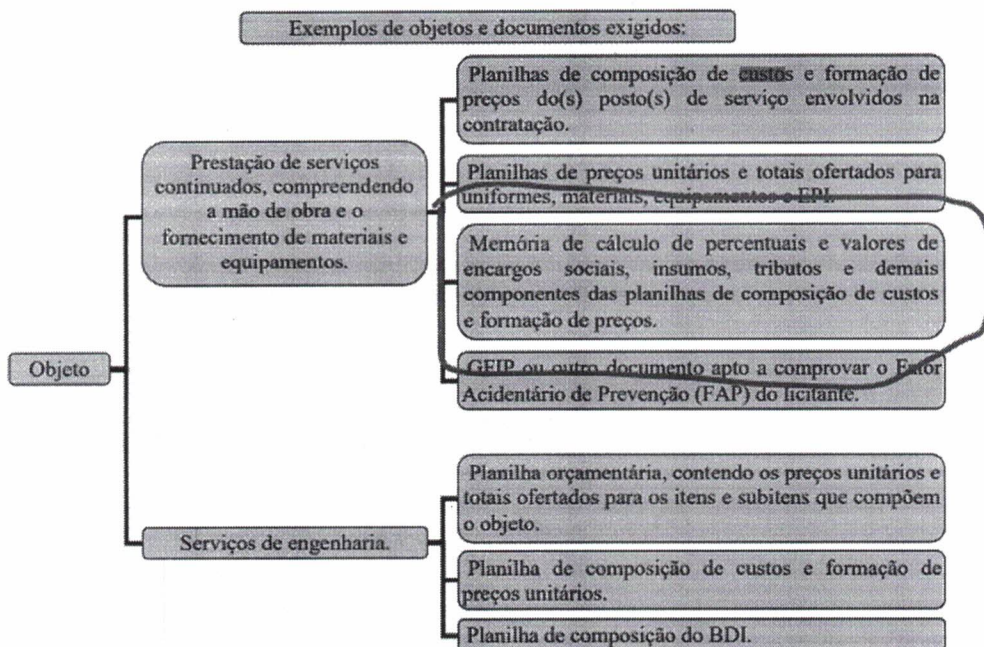 Exemplos de objetos e documentos exigidos:
Planilhas de composição de custos e formação de
preços do(s) posto(s) de serviço envolvidos na
contratação.
Prestação de serviços
continuados, compreendendo
a mão de obra e o
fornecimento de materiais e
equipamentos.
Planilhas de preços unitários e totais ofertados para
uniformes, materiais, equipamentos e EPI.
Memória de cálculo de percentuais e valores de
encargos sociais, insumos, tributos e demais
componentes das planilhas de composição de custos
e formação de preços.
GFIP ou outro documento apto a comprovar o Fator
Acidentário de Prevenção (FAP) do licitante.
Objeto
Serviços de engenharia.
Planilha orçamentária, contendo os preços unitários e
totais ofertados para os itens e subitens que compõem
o objeto.
Planilha de composição de custos e formação de
preços unitários.
Planilha de composição do BDI.